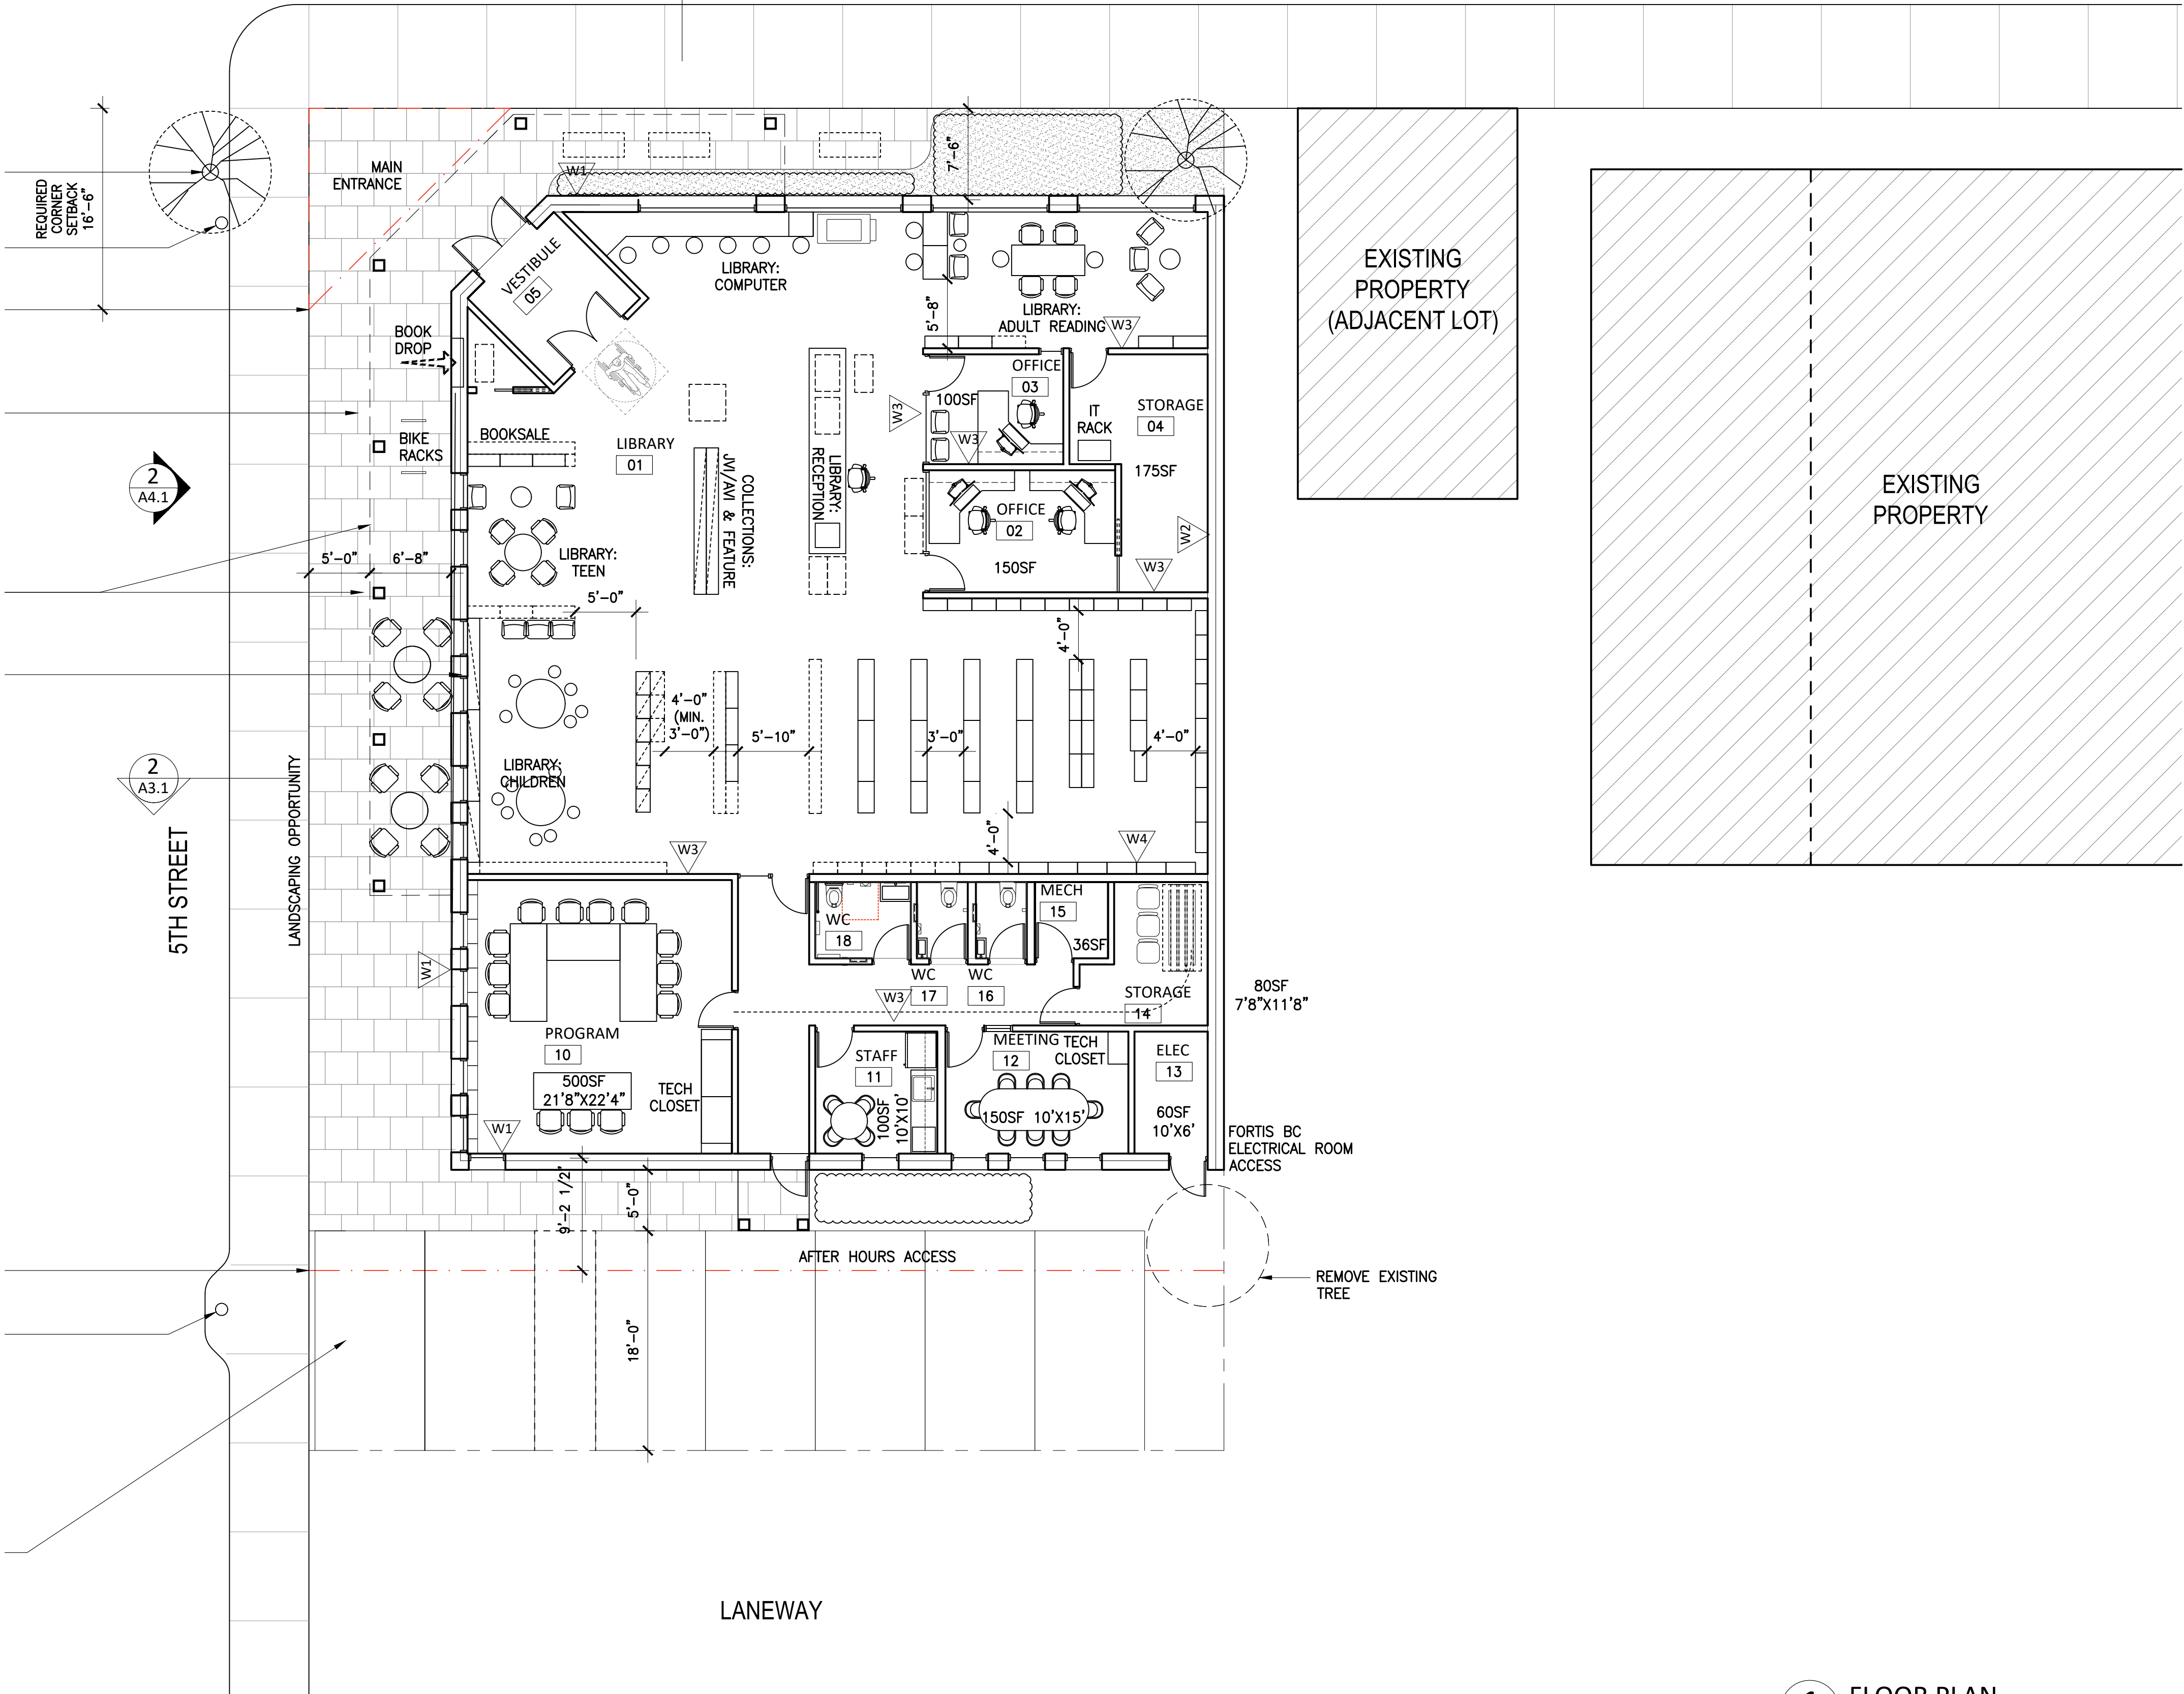 REQUIRED
CORNER
SETBACK
16'-6"
MAIN
ENTRANCE
W1
7'-6"
VESTIBULE
05
LIBRARY:
COMPUTER
5'-8"
LIBRARY:
ADULT READING
W3
EXISTING
PROPERTY
(ADJACENT LOT)
EXISTING
PROPERTY
BOOK
DROP
BIKE
RACKS
BOOKSALE
LIBRARY
01
COLLECTIONS:
JVI/AVI & FEATURE
LIBRARY:
RECEPTION
W3
OFFICE
03
100SF
W3
IT
RACK
STORAGE
04
175SF
OFFICE
02
150SF
W2
W3
2
A4.1
5'-0"
6'-8"
LIBRARY:
TEEN
5'-0"
4'-0"
4'-0"
(MIN.
3'-0")
5'-10"
3'-0"
4'-0"
LIBRARY:
CHILDREN
4'-0"
W3
W4
2
A3.1
5TH STREET
LANDSCAPING OPPORTUNITY
W1
WC
18
WC
17
WC
16
MECH
15
36SF
W3
STORAGE
14
80SF
7'8"X11'8"
PROGRAM
10
500SF
21'8"X22'4"
TECH
CLOSET
W1
STAFF
11
100SF
10'X10'
MEETING
12
TECH
CLOSET
150SF 10'X15'
ELEC
13
60SF
10'X6'
FORTIS BC
ELECTRICAL ROOM
ACCESS
9'-2 1/2"
5'-0"
AFTER HOURS ACCESS
REMOVE EXISTING
TREE
18'-0"
LANEWAY
FLOOR PLAN